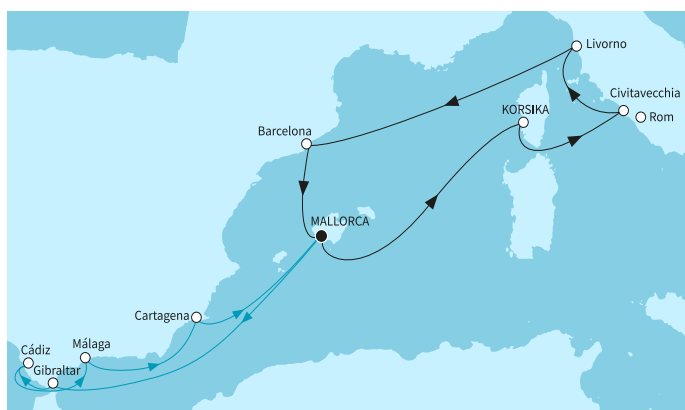 Livorno
Civitavecchia
KORSIKA
Rom
Barcelona
MALLORCA
Cartagena
Málaga
Cádiz
Gibraltar